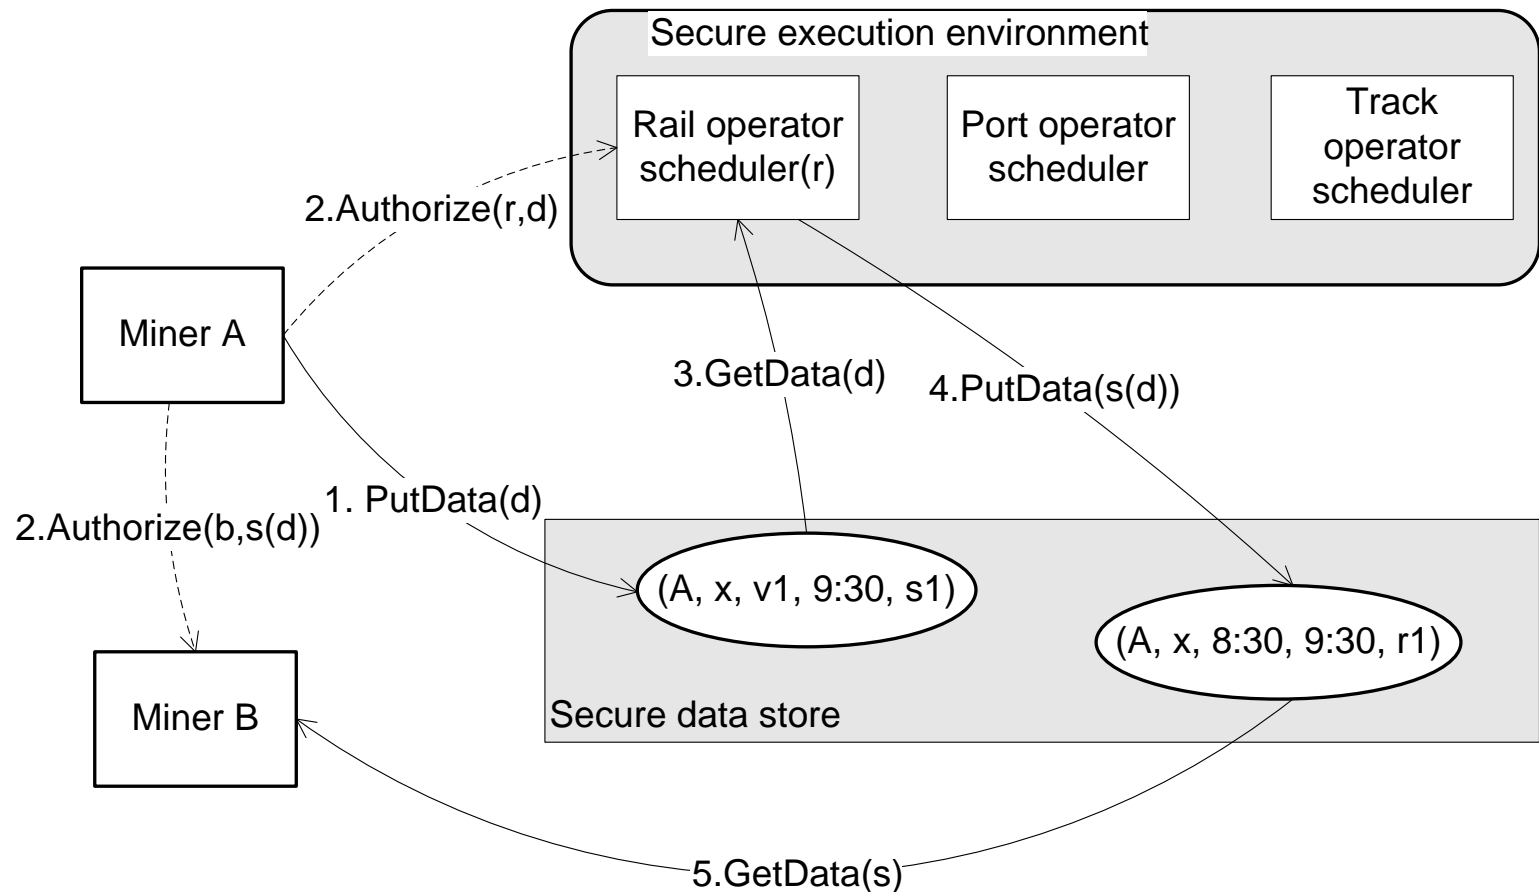 Secure execution environment
Rail operator
scheduler(r)
Port operator
scheduler
Track
operator
scheduler
2.Authorize(r,d)
Miner A
3.GetData(d)
4.PutData(s(d))
1. PutData(d)
2.Authorize(b,s(d))
(A, x, v1, 9:30, s1)
(A, x, 8:30, 9:30, r1)
Miner B
Secure data store
5.GetData(s)